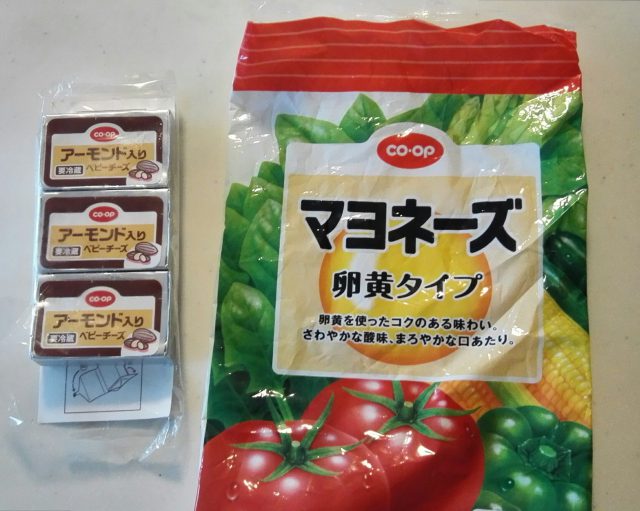 CO·OP
アーモンド入り
要冷蔵 ベビーチーズ
CO·OP
アーモンド入り
要冷蔵 ベビーチーズ
CO·OP
アーモンド入り
要冷蔵 ベビーチーズ
CO·OP
マヨネーズ
卵黄タイプ
卵黄を使ったコクのある味わい。
さわやかな酸味、まろやかな口あたり。